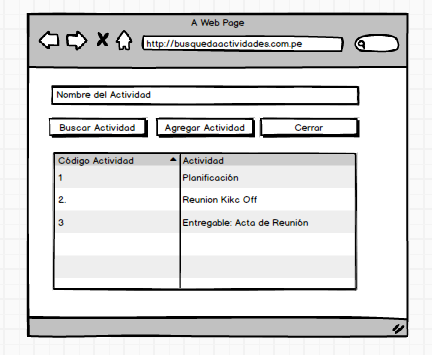 A Web Page
http://busquedaactividades.com.pe
Nombre del Actividad
Buscar Actividad Agregar Actividad Cerrar
Código Actividad Actividad
1 Planificación
2. Reunion Kikc Off
3 Entregable: Acta de Reunión